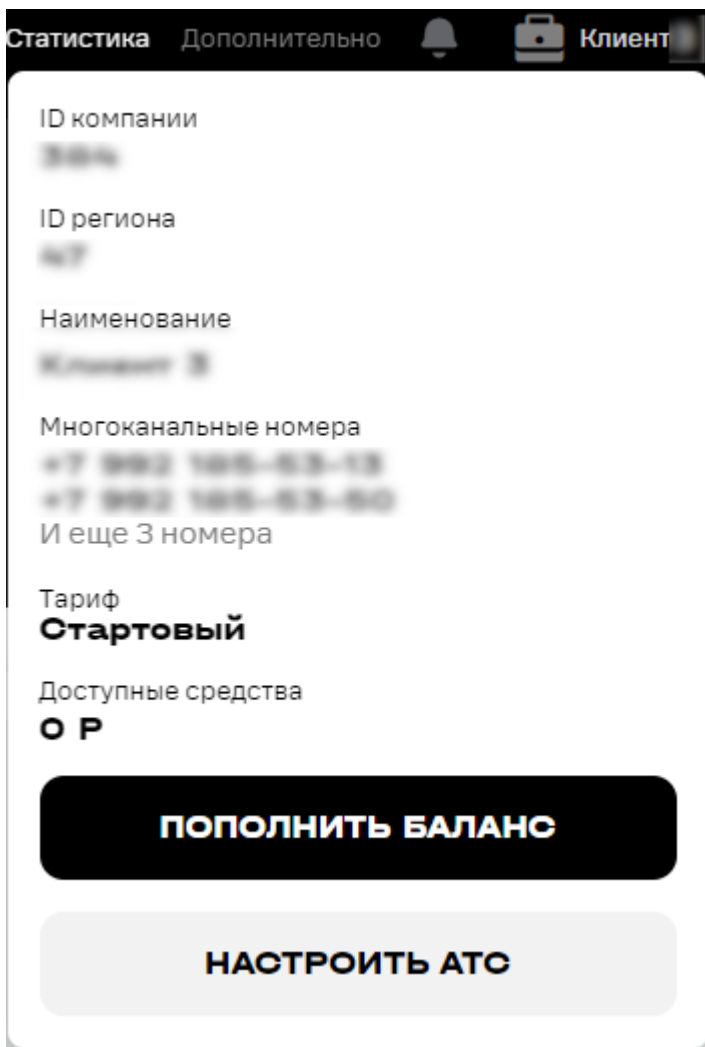 Статистика Дополнительно Клиент
ID компании
ID региона
Наименование
Многоканальные номера
И еще 3 номера
Тариф
Стартовый
Доступные средства
0 Р
ПОПОЛНИТЬ БАЛАНС
НАСТРОИТЬ АТС